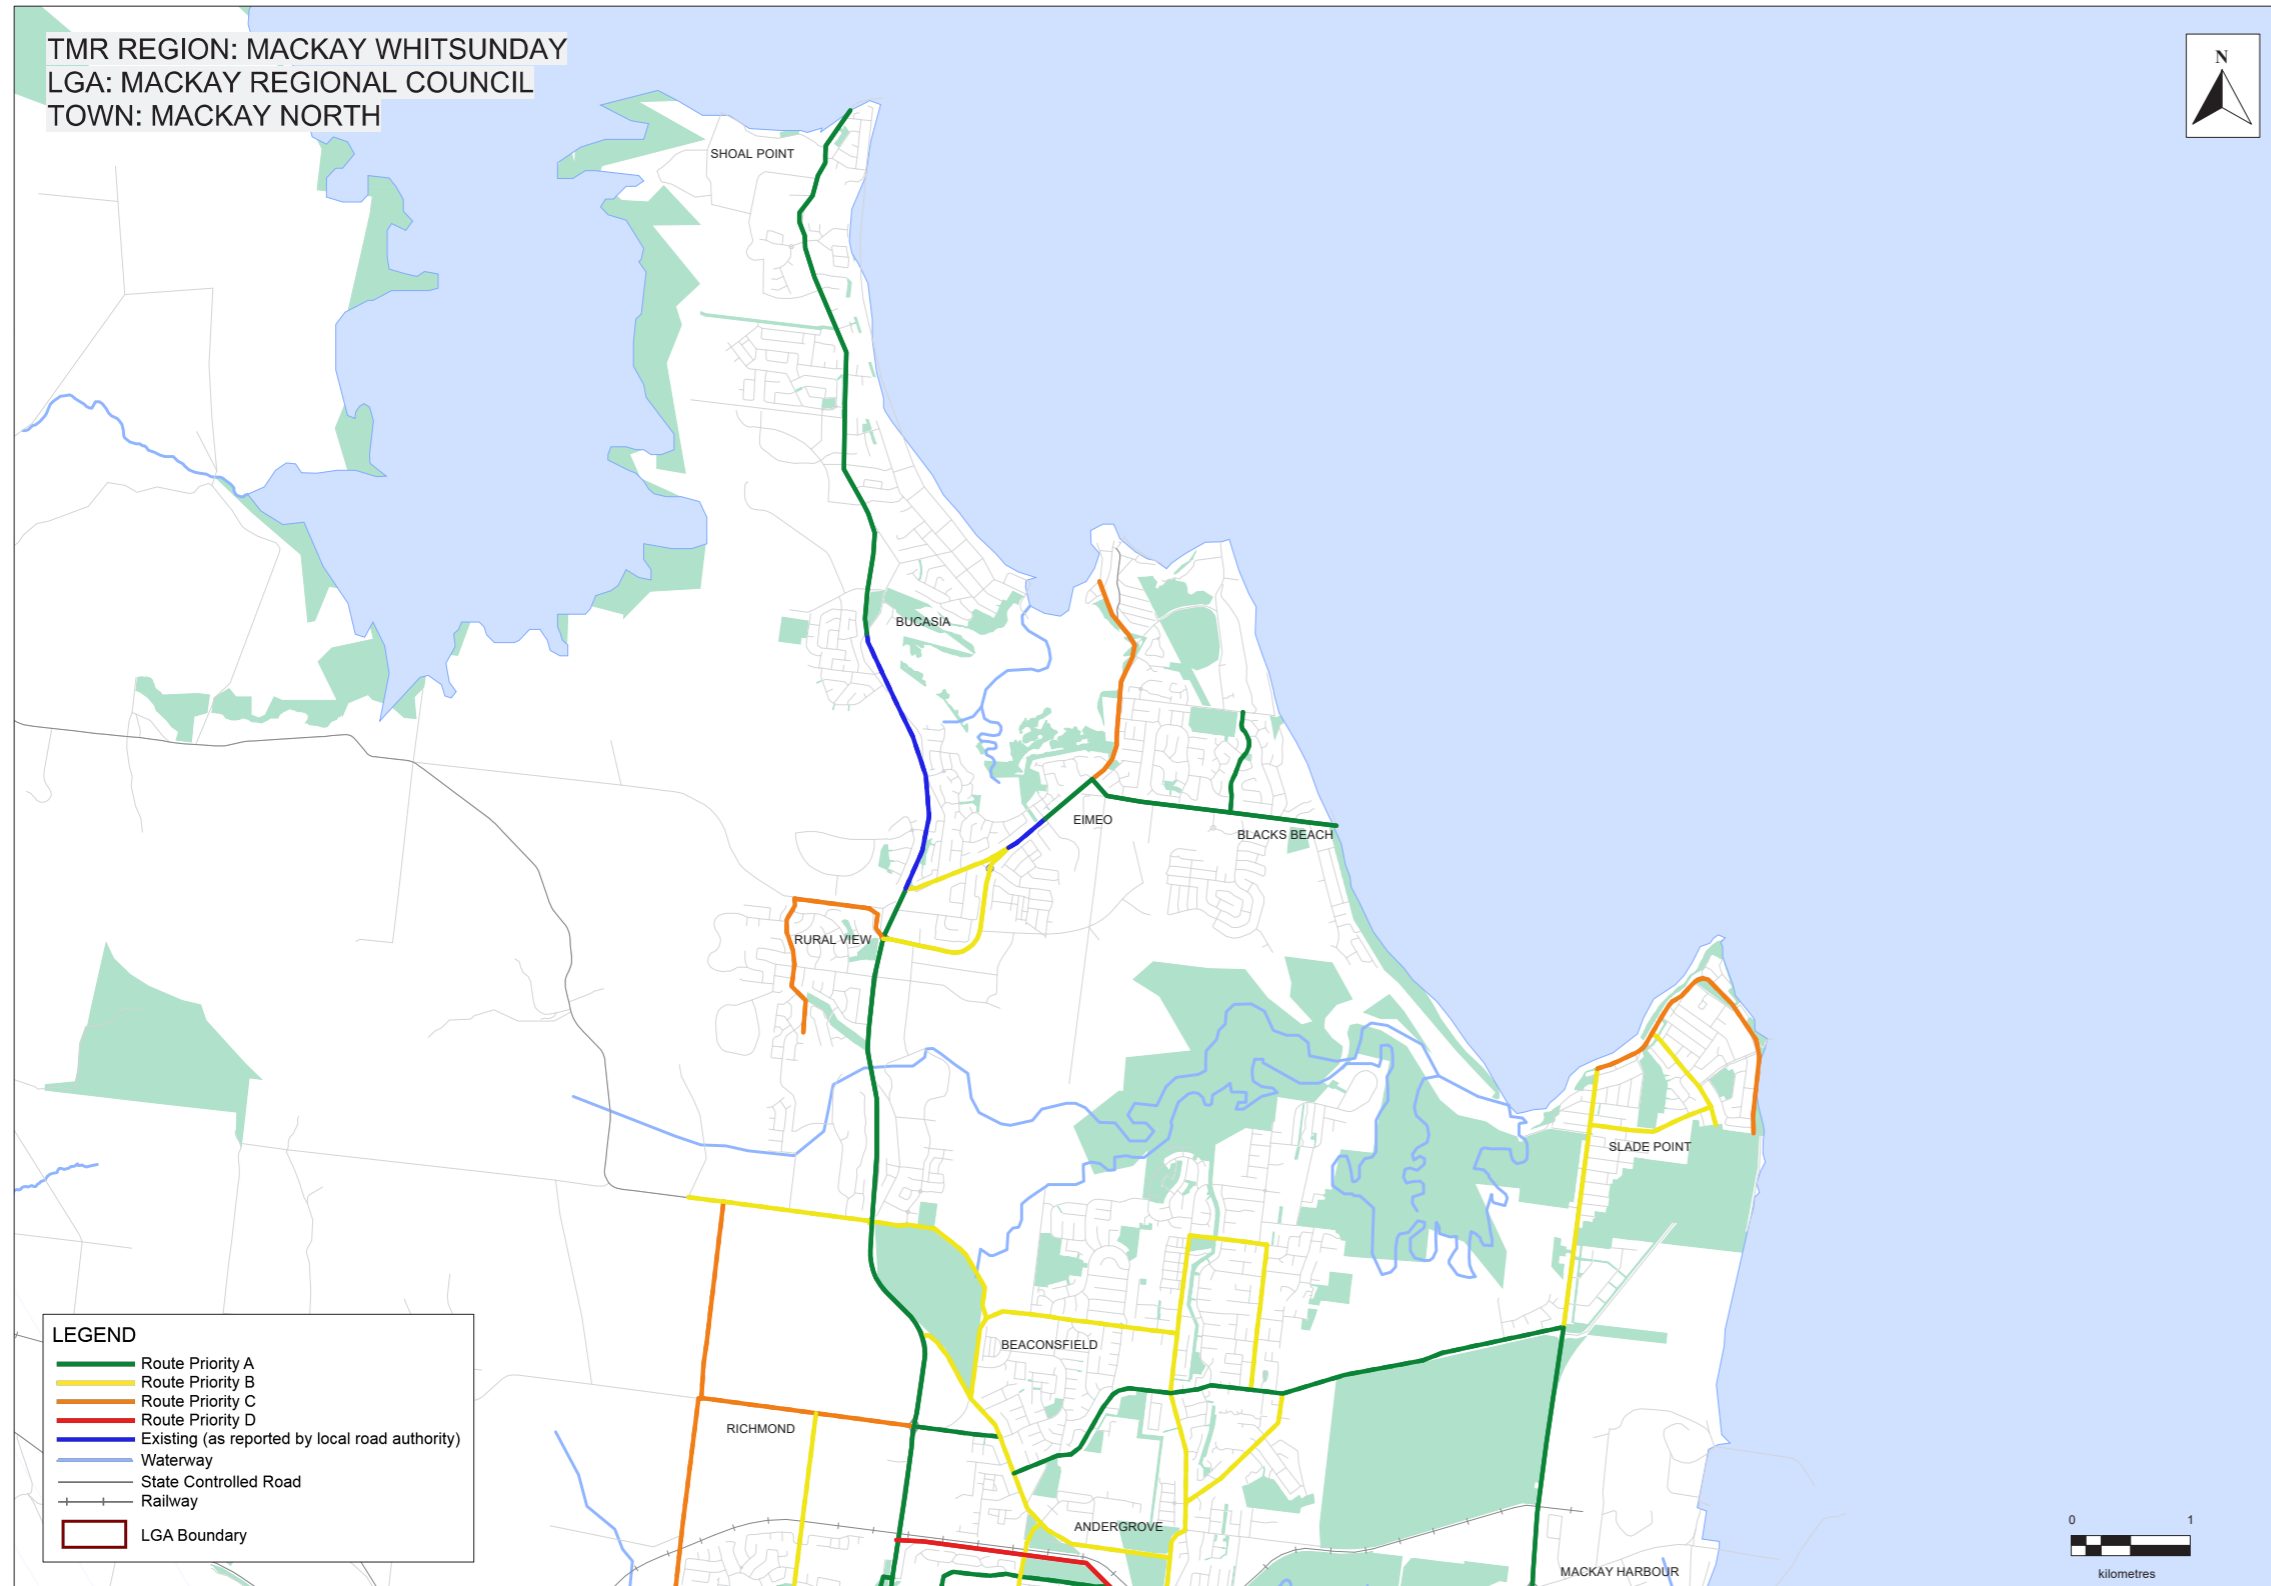 TMR REGION: MACKAY WHITSUNDAY
LGA: MACKAY REGIONAL COUNCIL
TOWN: MACKAY NORTH
N
SHOAL POINT
BUCASIA
EIMEO
BLACKS BEACH
RURAL VIEW
SLADE POINT
BEACONSFIELD
RICHMOND
ANDERGROVE
MACKAY HARBOUR
LEGEND
Route Priority A
Route Priority B
Route Priority C
Route Priority D
Existing (as reported by local road authority)
Waterway
State Controlled Road
Railway
LGA Boundary
0 1
kilometres